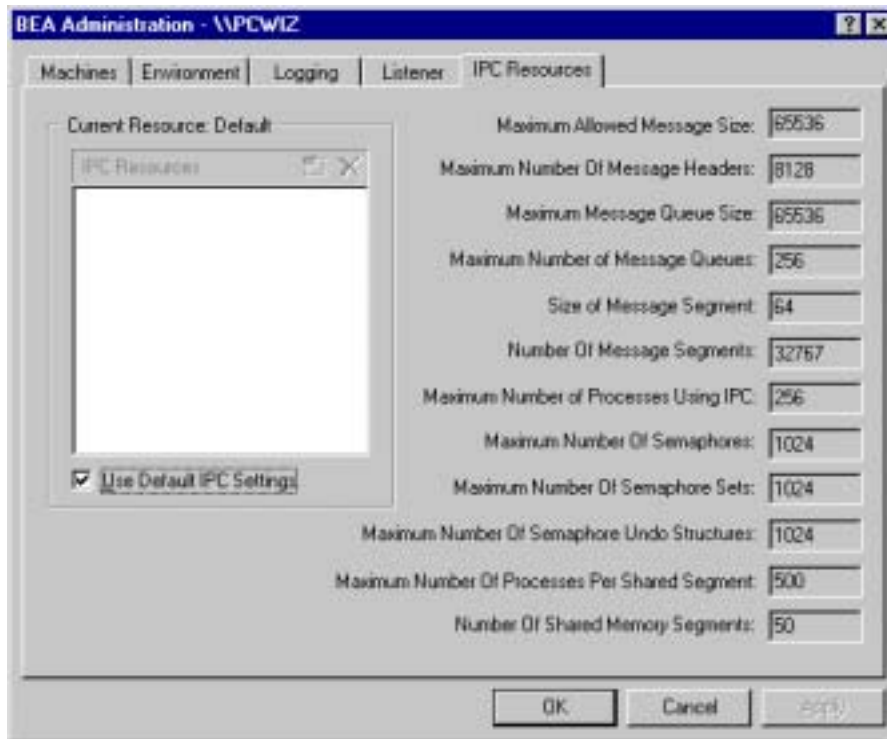 BEA Administration - \\PCWIZ
Machines Environment Logging Listener IPC Resources
Current Resource: Default
IPC Resources
Use Default IPC Settings
Maximum Allowed Message Size: 65536
Maximum Number Of Message Headers: 8128
Maximum Message Queue Size: 65536
Maximum Number of Message Queues: 256
Size of Message Segment: 64
Number Of Message Segments: 32767
Maximum Number of Processes Using IPC: 256
Maximum Number Of Semaphores: 1024
Maximum Number Of Semaphore Sets: 1024
Maximum Number Of Semaphore Undo Structures: 1024
Maximum Number Of Processes Per Shared Segment: 500
Number Of Shared Memory Segments: 50
OK Cancel Apply